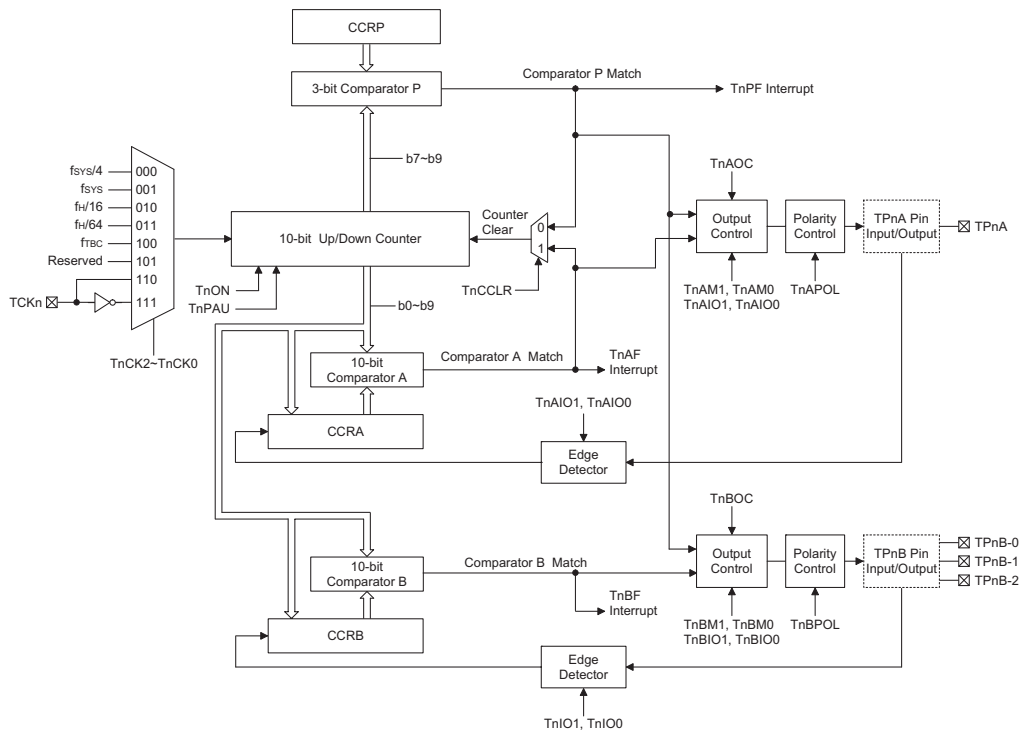 CCRP
3-bit Comparator P
Comparator P Match
TnPF Interrupt
b7~b9
fSYS/4
000
fSYS
001
fH/16
010
fH/64
011
fTBC
100
Reserved
101
110
TCKn
111
TnCK2~TnCK0
10-bit Up/Down Counter
TnON
TnPAU
Counter
Clear
0
1
TnCCLR
TnAOC
Output
Control
Polarity
Control
TPnA Pin
Input/Output
TPnA
TnAM1, TnAM0
TnAIO1, TnAIO0
TnAPOL
b0~b9
10-bit
Comparator A
Comparator A Match
TnAF
Interrupt
CCRA
TnAIO1, TnAIO0
Edge
Detector
TnBOC
10-bit
Comparator B
Comparator B Match
TnBF
Interrupt
Output
Control
Polarity
Control
TPnB Pin
Input/Output
TPnB-0
TPnB-1
TPnB-2
TnBM1, TnBM0
TnBIO1, TnBIO0
TnBPOL
CCRB
Edge
Detector
TnIO1, TnIO0